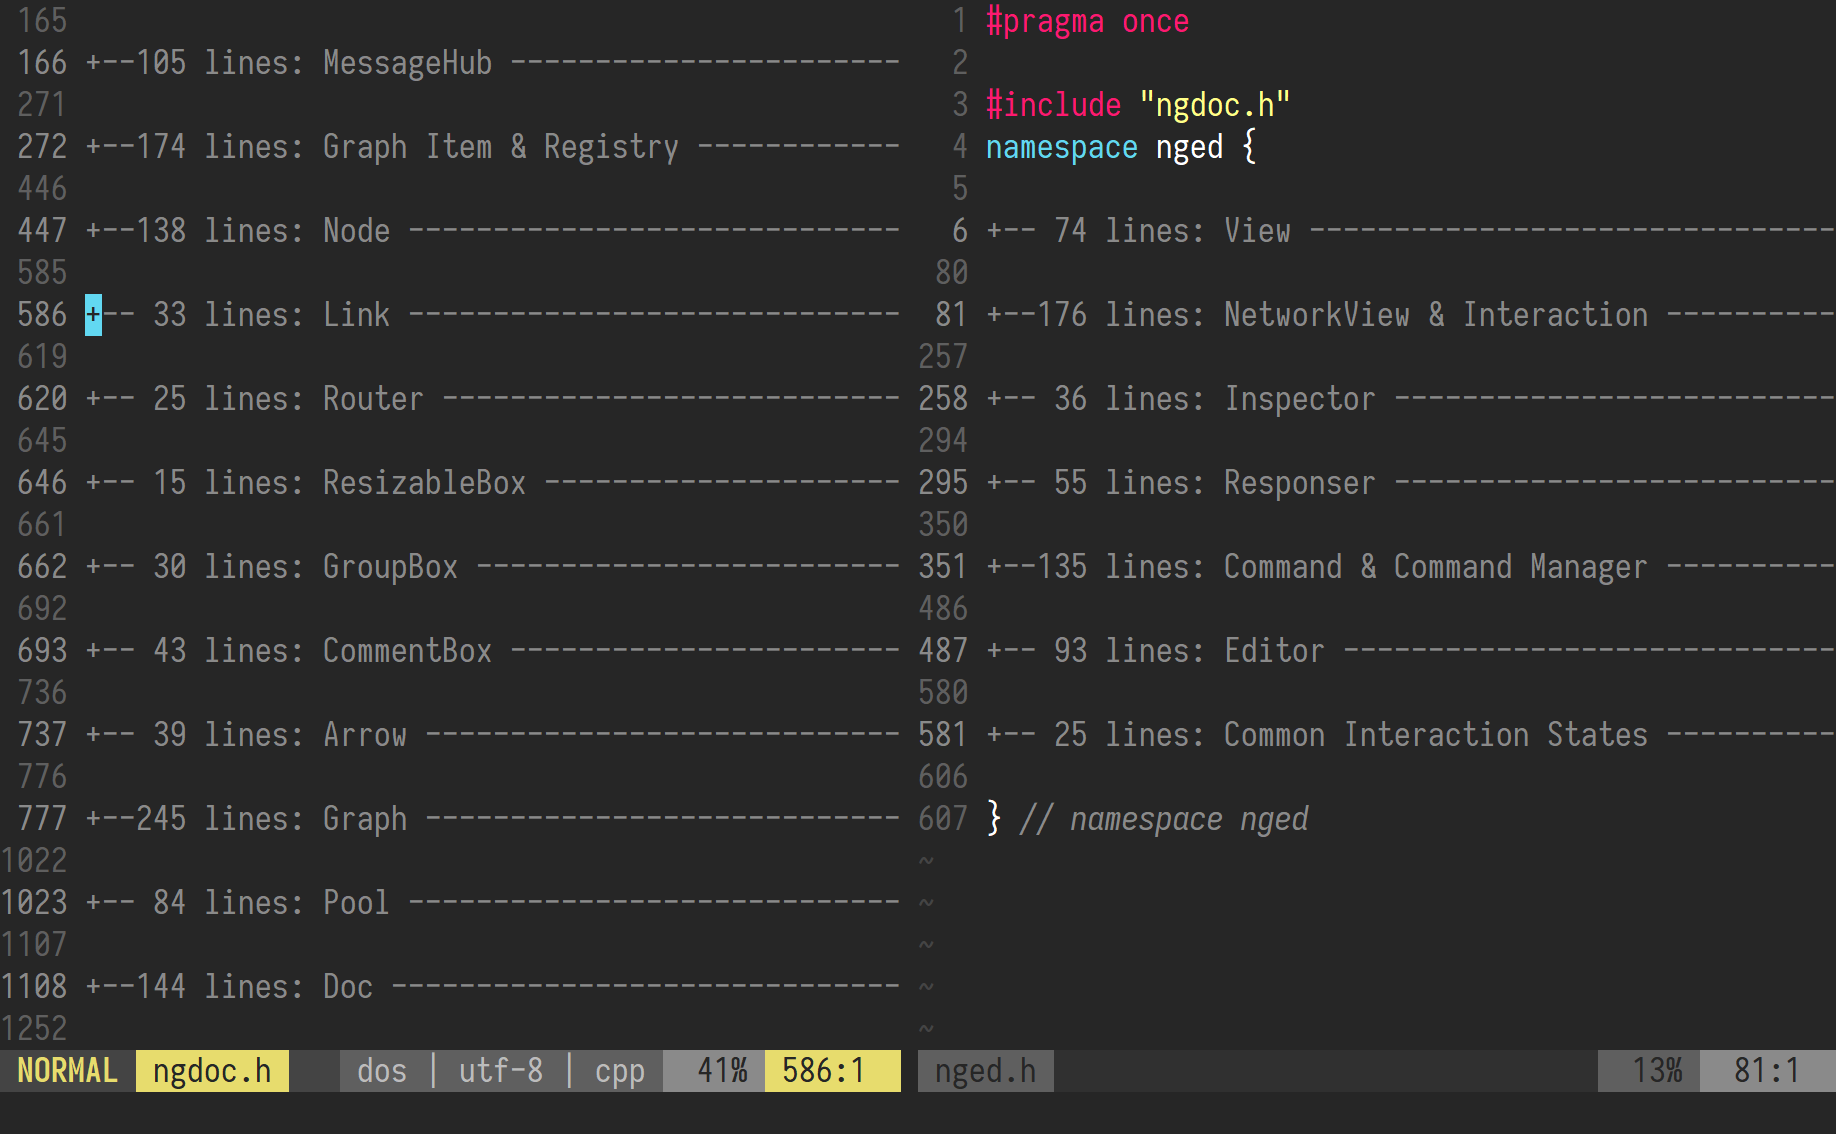 165
166 +--105 lines: MessageHub -----------------------
271
272 +--174 lines: Graph Item & Registry ------------
446
447 +--138 lines: Node -----------------------------
585
586 +-- 33 lines: Link -----------------------------
619
620 +-- 25 lines: Router ---------------------------
645
646 +-- 15 lines: ResizableBox ---------------------
661
662 +-- 30 lines: GroupBox -------------------------
692
693 +-- 43 lines: CommentBox -----------------------
736
737 +-- 39 lines: Arrow ----------------------------
776
777 +--245 lines: Graph ----------------------------
1022
1023 +-- 84 lines: Pool -----------------------------
1107
1108 +--144 lines: Doc ------------------------------
1252
NORMAL ngdoc.h dos | utf-8 | cpp 41% 586:1
1 #pragma once
2
3 #include "ngdoc.h"
4 namespace nged {
5
6 +-- 74 lines: View -------------------------------
80
81 +--176 lines: NetworkView & Interaction ----------
257
258 +-- 36 lines: Inspector --------------------------
294
295 +-- 55 lines: Responser --------------------------
350
351 +--135 lines: Command & Command Manager ----------
486
487 +-- 93 lines: Editor -----------------------------
580
581 +-- 25 lines: Common Interaction States ----------
606
607 } // namespace nged
~
~
~
~
~
nged.h 13% 81:1